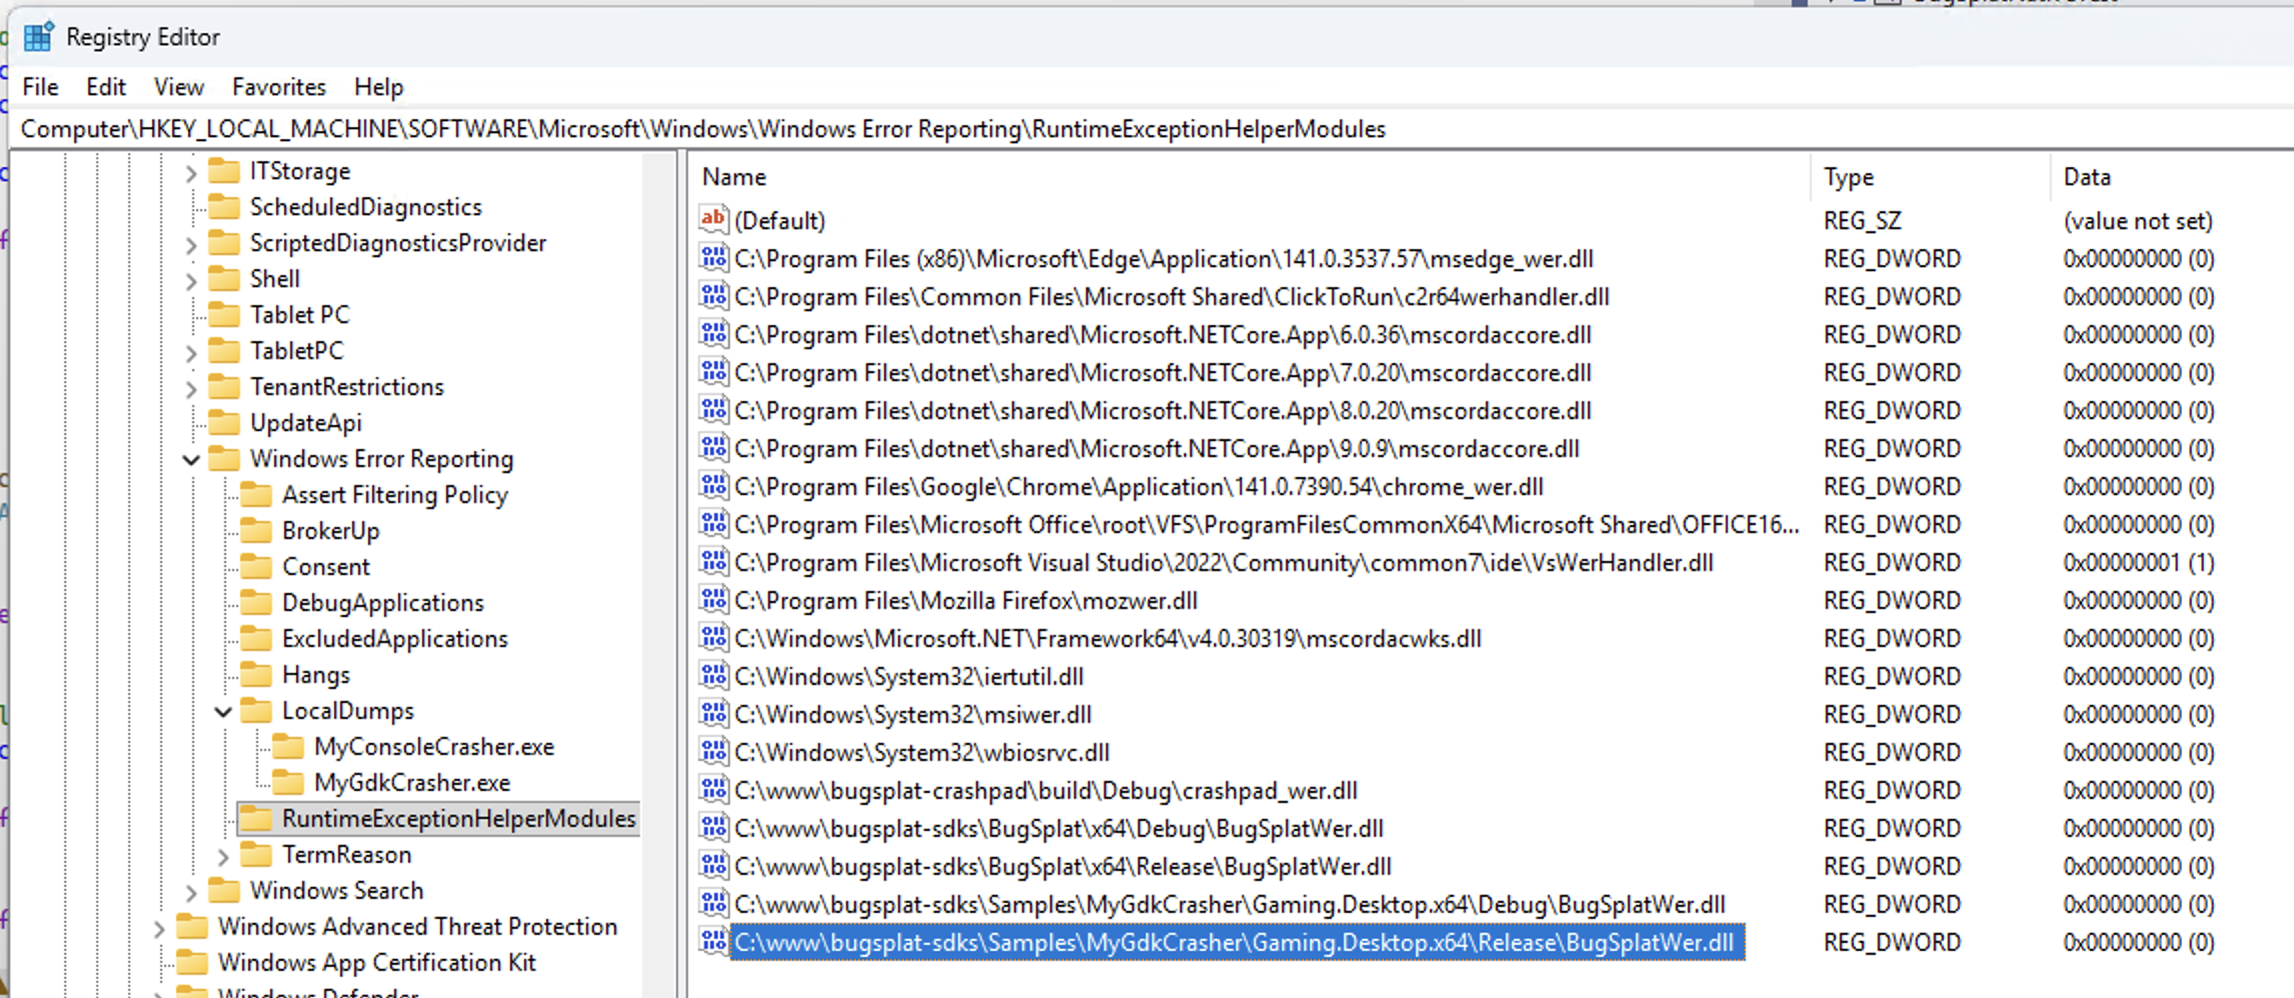 Registry Editor
File Edit View Favorites Help
Computer\HKEY_LOCAL_MACHINE\SOFTWARE\Microsoft\Windows\Windows Error Reporting\RuntimeExceptionHelperModules
ITStorage
ScheduledDiagnostics
ScriptedDiagnosticsProvider
Shell
Tablet PC
TabletPC
TenantRestrictions
UpdateApi
Windows Error Reporting
Assert Filtering Policy
BrokerUp
Consent
DebugApplications
ExcludedApplications
Hangs
LocalDumps
MyConsoleCrasher.exe
MyGdkCrasher.exe
RuntimeExceptionHelperModules
TermReason
Windows Search
Windows Advanced Threat Protection
Windows App Certification Kit
Windows Defender
Name Type Data
(Default) REG_SZ (value not set)
C:\Program Files (x86)\Microsoft\Edge\Application\141.0.3537.57\msedge_wer.dll REG_DWORD 0x00000000 (0)
C:\Program Files\Common Files\Microsoft Shared\ClickToRun\c2r64werhandler.dll REG_DWORD 0x00000000 (0)
C:\Program Files\dotnet\shared\Microsoft.NETCore.App\6.0.36\mscordaccore.dll REG_DWORD 0x00000000 (0)
C:\Program Files\dotnet\shared\Microsoft.NETCore.App\7.0.20\mscordaccore.dll REG_DWORD 0x00000000 (0)
C:\Program Files\dotnet\shared\Microsoft.NETCore.App\8.0.20\mscordaccore.dll REG_DWORD 0x00000000 (0)
C:\Program Files\dotnet\shared\Microsoft.NETCore.App\9.0.9\mscordaccore.dll REG_DWORD 0x00000000 (0)
C:\Program Files\Google\Chrome\Application\141.0.7390.54\chrome_wer.dll REG_DWORD 0x00000000 (0)
C:\Program Files\Microsoft Office\root\VFS\ProgramFilesCommonX64\Microsoft Shared\OFFICE16... REG_DWORD 0x00000000 (0)
C:\Program Files\Microsoft Visual Studio\2022\Community\common7\ide\VsWerHandler.dll REG_DWORD 0x00000001 (1)
C:\Program Files\Mozilla Firefox\mozwer.dll REG_DWORD 0x00000000 (0)
C:\Windows\Microsoft.NET\Framework64\v4.0.30319\mscordacwks.dll REG_DWORD 0x00000000 (0)
C:\Windows\System32\iertutil.dll REG_DWORD 0x00000000 (0)
C:\Windows\System32\msiwer.dll REG_DWORD 0x00000000 (0)
C:\Windows\System32\wbiosrvc.dll REG_DWORD 0x00000000 (0)
C:\www\bugsplat-crashpad\build\Debug\crashpad_wer.dll REG_DWORD 0x00000000 (0)
C:\www\bugsplat-sdks\BugSplat\x64\Debug\BugSplatWer.dll REG_DWORD 0x00000000 (0)
C:\www\bugsplat-sdks\BugSplat\x64\Release\BugSplatWer.dll REG_DWORD 0x00000000 (0)
C:\www\bugsplat-sdks\Samples\MyGdkCrasher\Gaming.Desktop.x64\Debug\BugSplatWer.dll REG_DWORD 0x00000000 (0)
C:\www\bugsplat-sdks\Samples\MyGdkCrasher\Gaming.Desktop.x64\Release\BugSplatWer.dll REG_DWORD 0x00000000 (0)